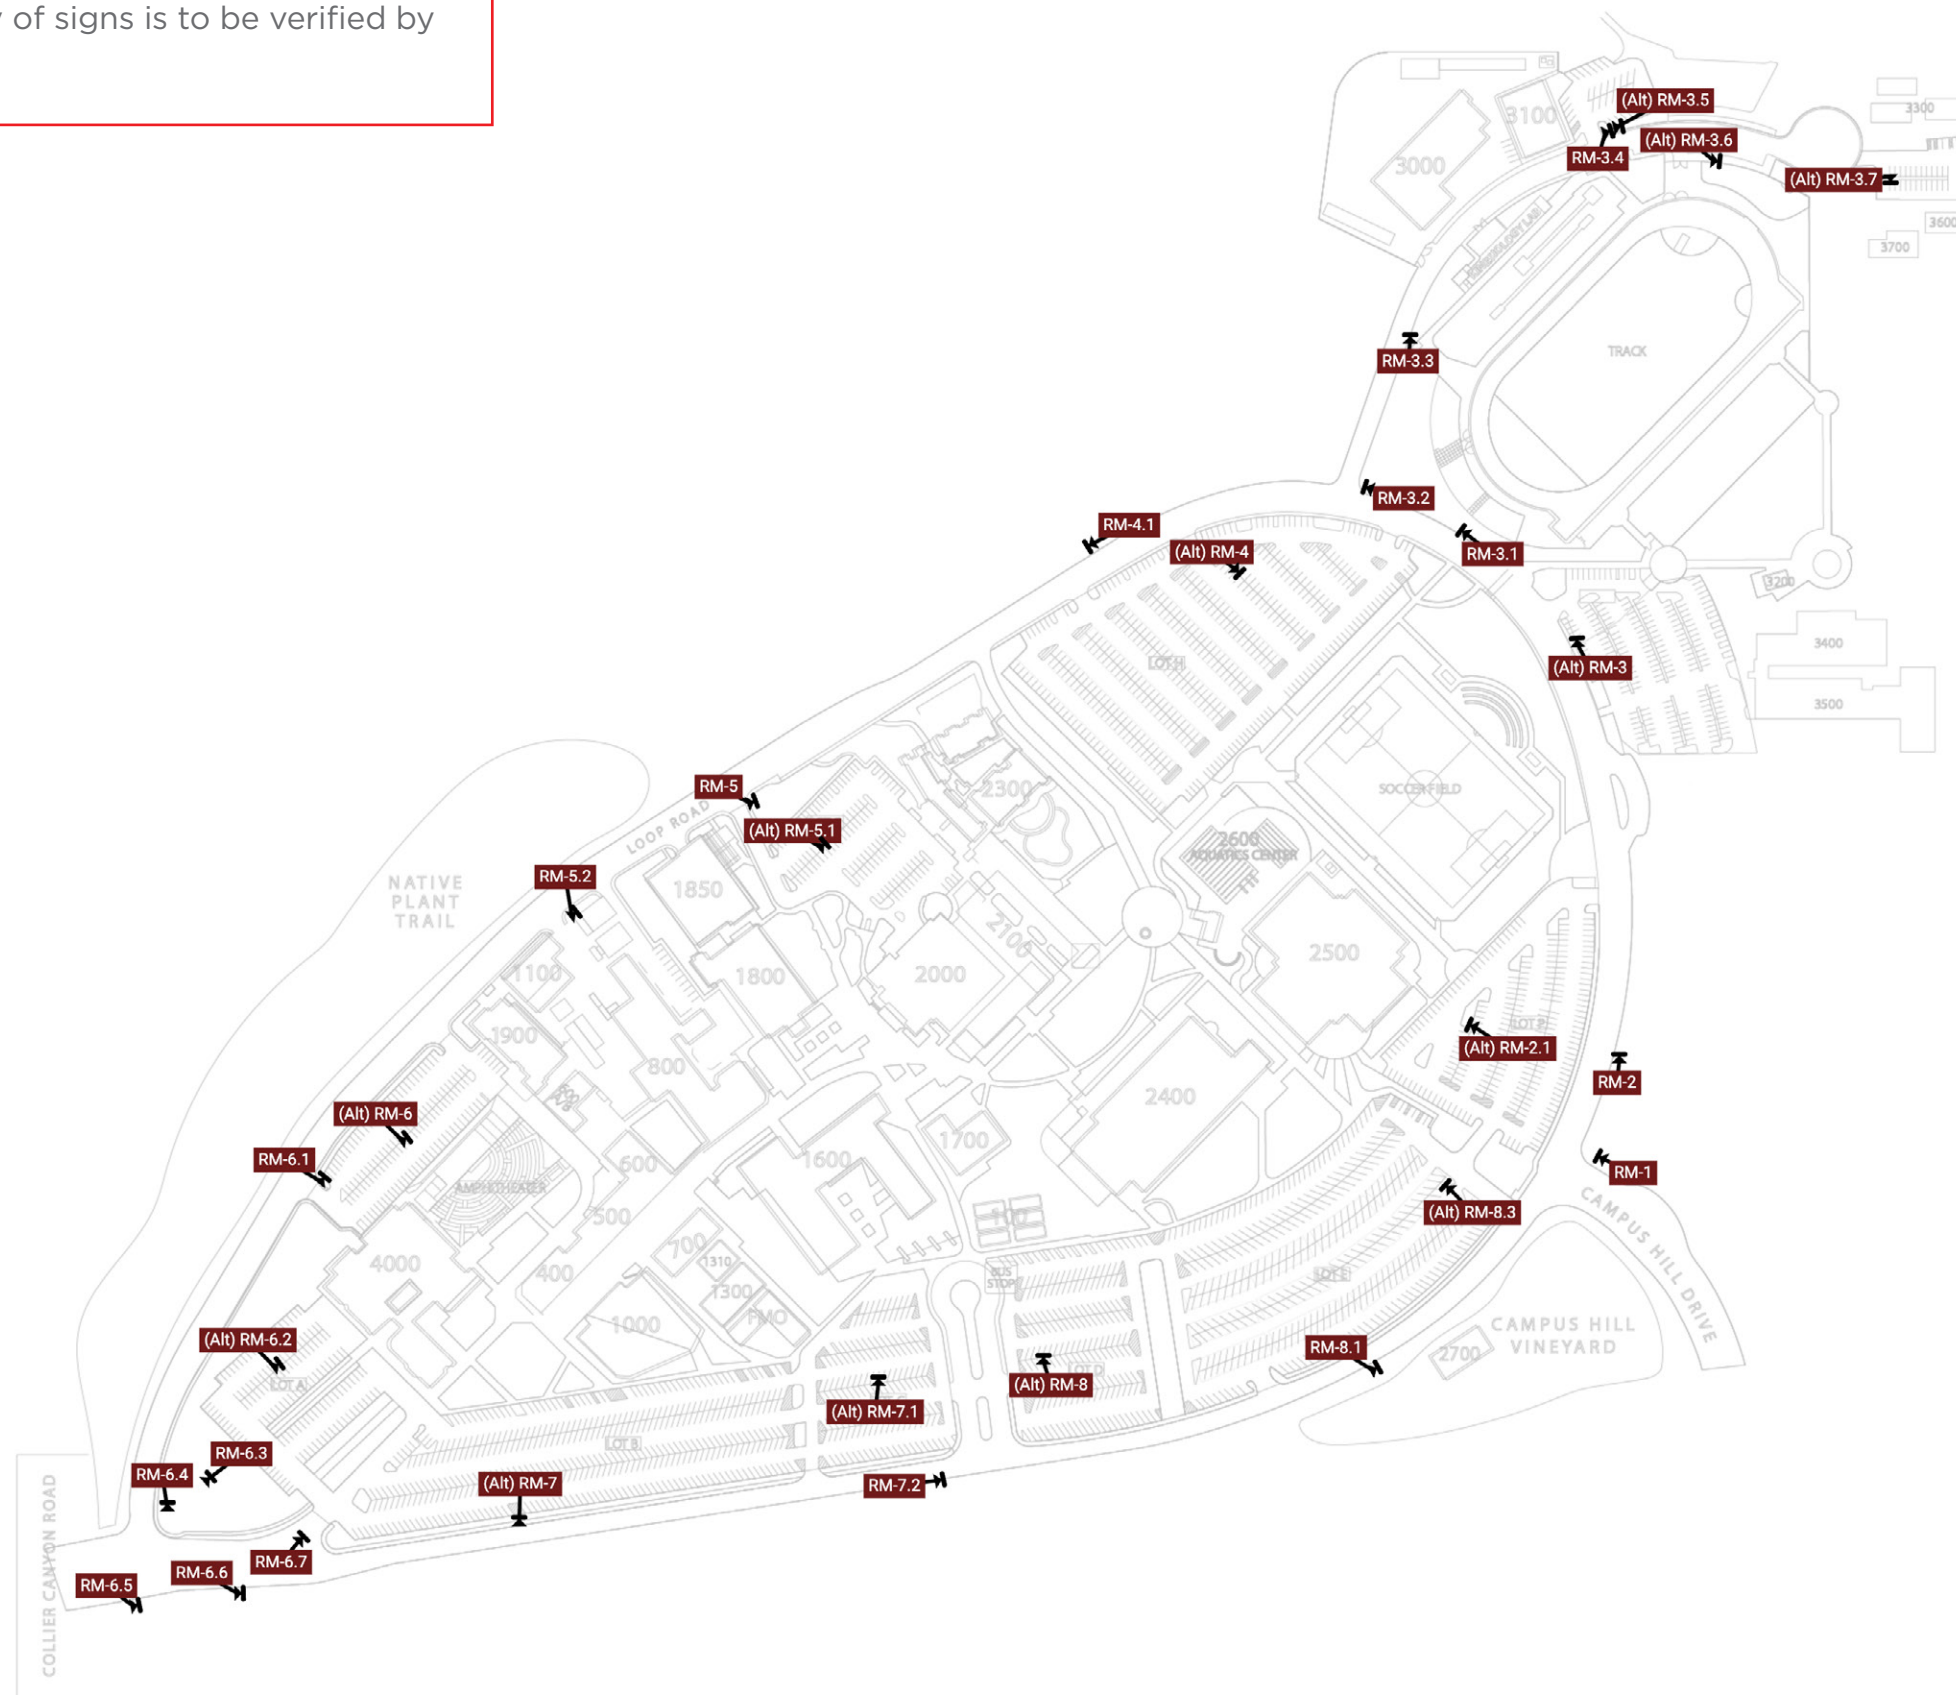 of signs is to be verified by
3100
(Alt) RM-3.5
3300
3000
RM-3.4
(Alt) RM-3.6
(Alt) RM-3.7
3600
3700
RM-3.3
TRACK
RM-3.2
RM-4.1
(Alt) RM-4
RM-3.1
3200
3400
(Alt) RM-3
LOT H
3500
RM-5
2300
SOCCER FIELD
LOOP ROAD
(Alt) RM-5.1
2600
AQUATICS CENTER
RM-5.2
NATIVE
PLANT
TRAIL
1850
2100
2500
1100
1800
2000
1900
LOT F
(Alt) RM-2.1
800
RM-2
2400
(Alt) RM-6
1700
RM-6.1
600
1600
RM-1
AMPHITHEATER
500
100
(Alt) RM-8.3
CAMPUS HILL DRIVE
700
1310
4000
400
BUS
STOP
LOT E
1300
PMO
1000
CAMPUS HILL
VINEYARD
(Alt) RM-6.2
RM-8.1
2700
LOT A
LOT D
(Alt) RM-8
(Alt) RM-7.1
LOT B
RM-6.3
RM-6.4
(Alt) RM-7
RM-7.2
COLLIER CANYON ROAD
RM-6.7
RM-6.6
RM-6.5